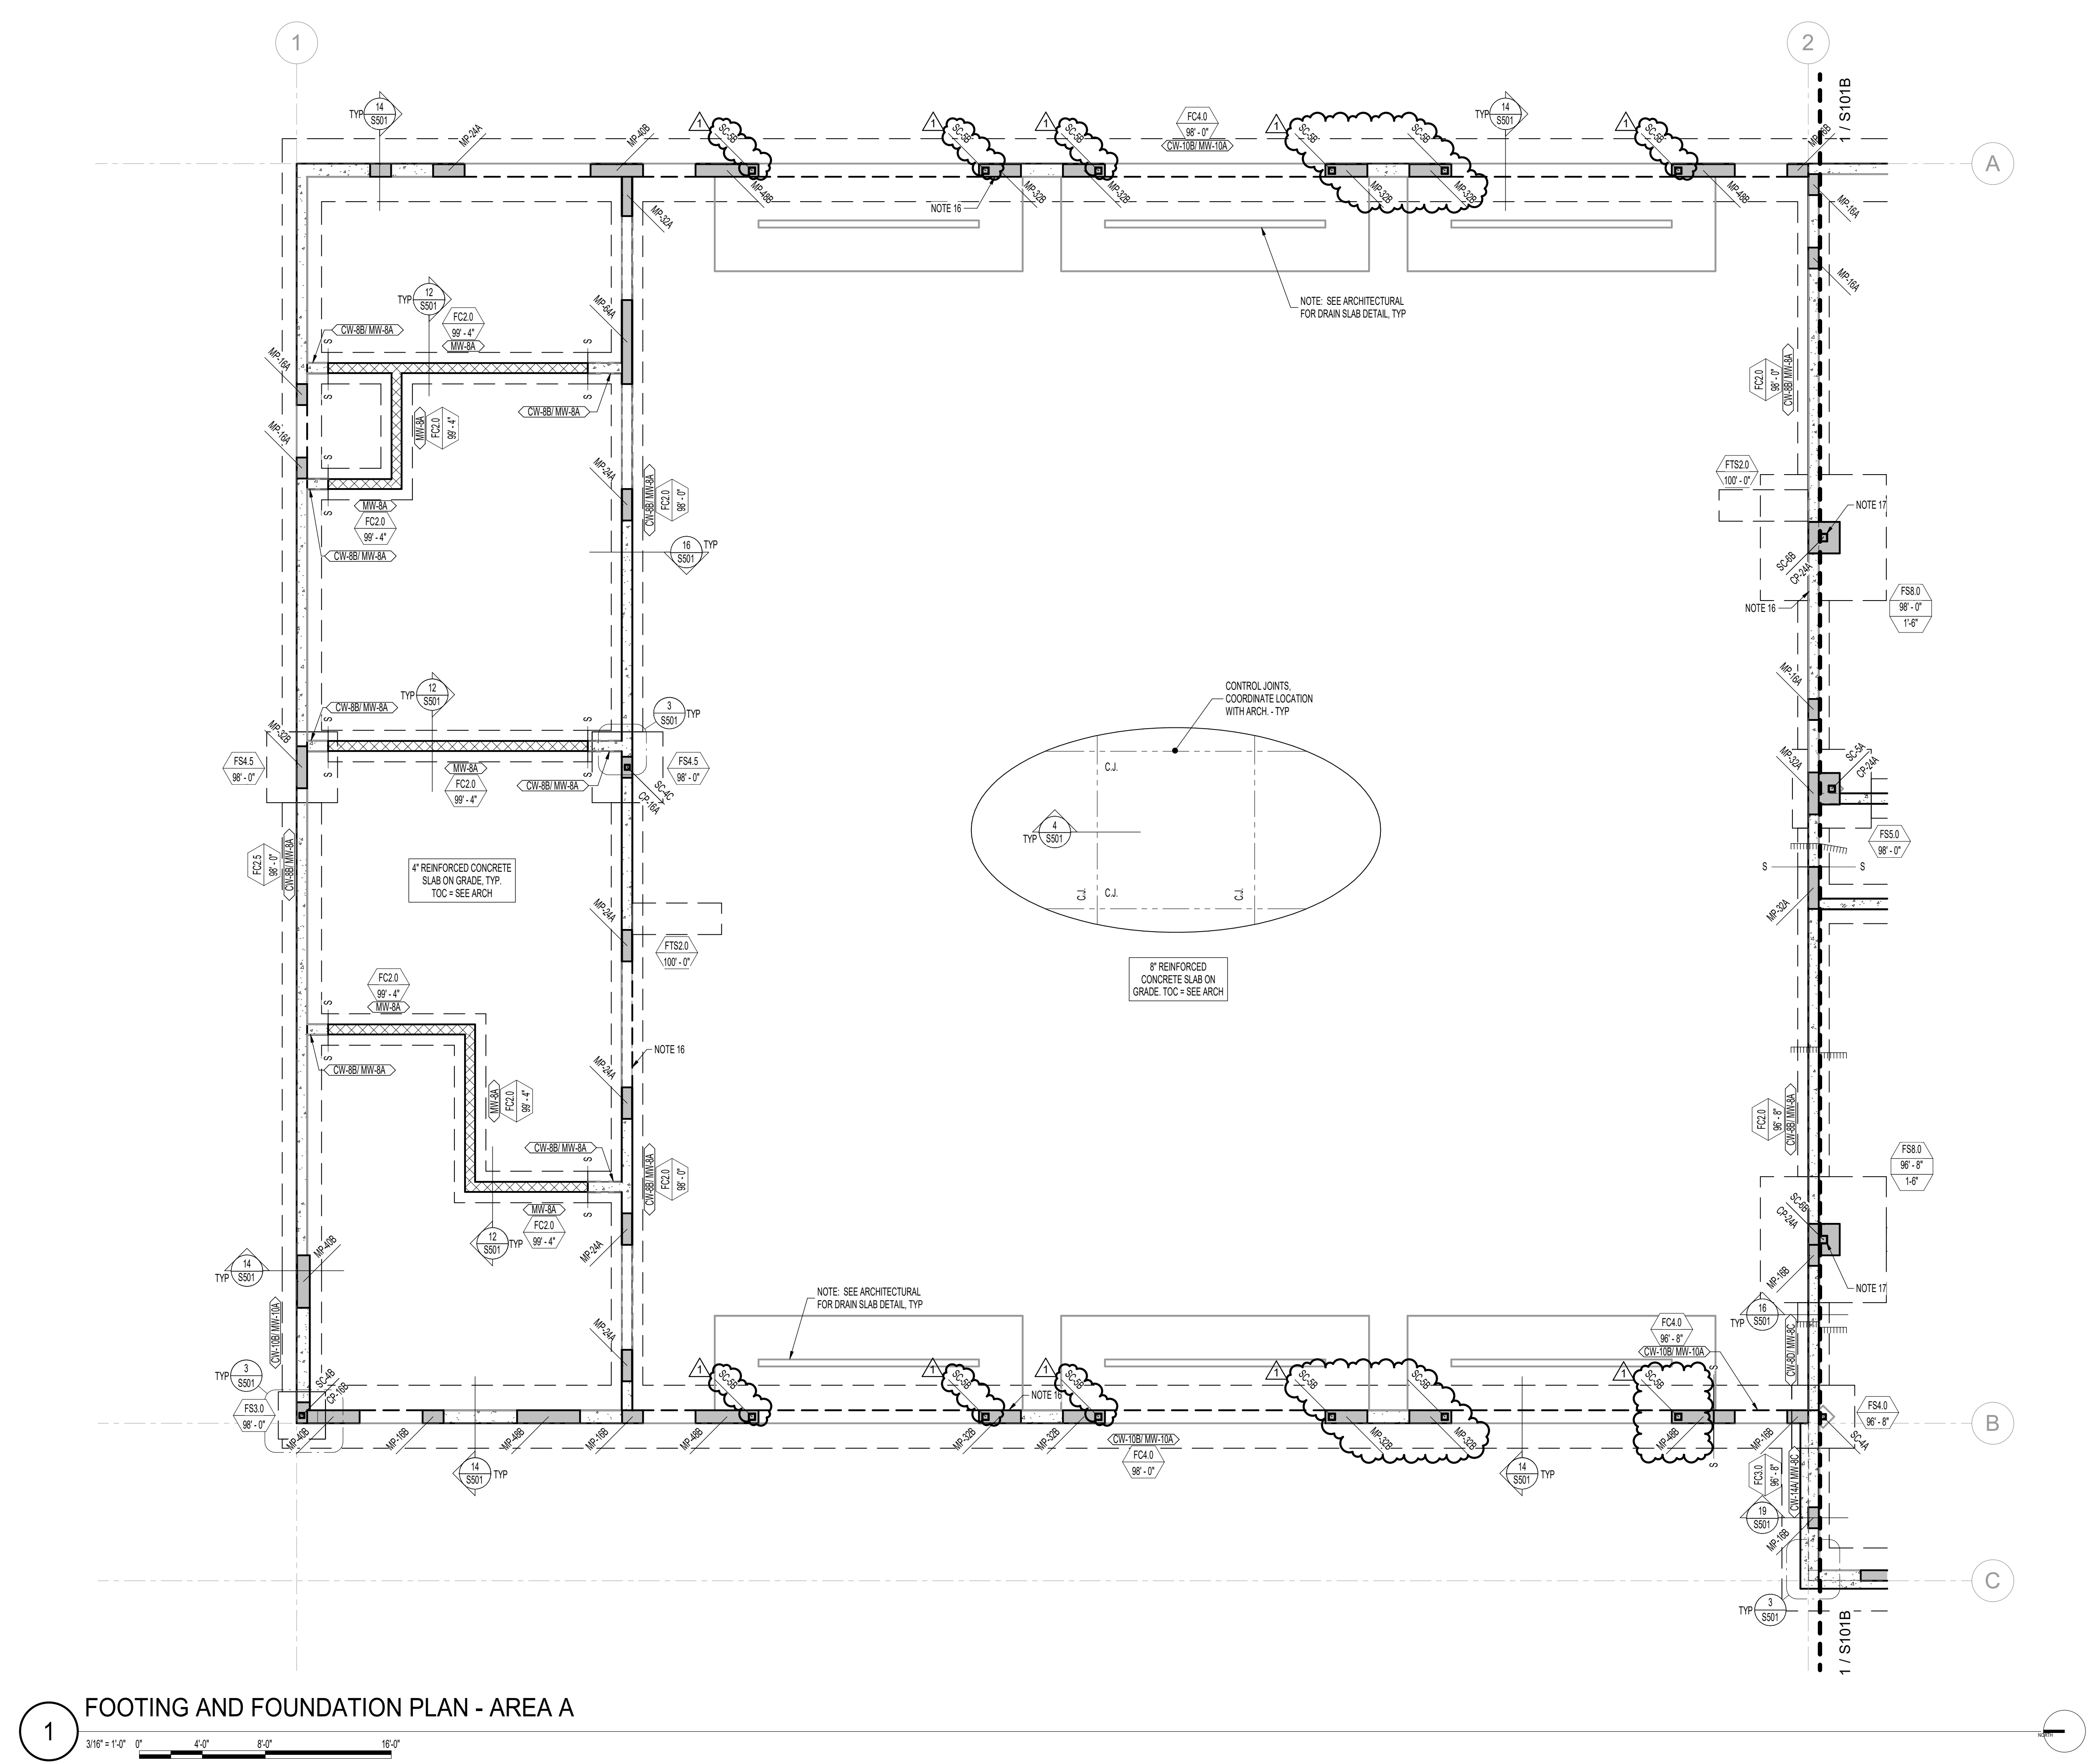 1
2
1 / S101B
14
S501
TYP
MP-24A
MP-40B
1
SC-5B
1
SC-5B
1
SC-5B
FC4.0
98' - 0"
CW-10B/ MW-10A
1
SC-5B
SC-5B
14
S501
TYP
1
SC-5B
MP-16B
A
MP-32A
MP-48B
NOTE 16
MP-32B
MP-32B
MP-32B
MP-32B
MP-48B
MP-16A
MP-16A
TYP
12
S501
FC2.0
99' - 4"
MW-8A
MP-64A
NOTE: SEE ARCHITECTURAL
FOR DRAIN SLAB DETAIL, TYP
CW-8B/ MW-8A
S
S
MP-16A
S
S
CW-8B/ MW-8A
FC2.0
98' - 0"
CW-8B/ MW-8A
MW-8A
FC2.0
99' - 4"
MP-16A
S
MP-24A
CW-8B/ MW-8A
FC2.0
98' - 0"
FTS2.0
100' - 0"
S
MW-8A
FC2.0
99' - 4"
NOTE 17
CW-8B/ MW-8A
16
S501
TYP
SC-6B
CP-24A
NOTE 16
FS8.0
98' - 0"
1'-6"
TYP
12
S501
CW-8B/ MW-8A
S
S
3
S501
TYP
CONTROL JOINTS,
COORDINATE LOCATION
WITH ARCH. - TYP
MP-16A
MP-32B
FS4.5
98' - 0"
S
S
MW-8A
FC2.0
99' - 4"
CW-8B/ MW-8A
FS4.5
98' - 0"
SC-4C
CP-16A
C.J.
MP-32A
SC-5A
CP-24A
TYP
4
S501
FS5.0
98' - 0"
FC2.5
98' - 0"
CW-8B/ MW-8A
4" REINFORCED CONCRETE
SLAB ON GRADE, TYP.
TOC = SEE ARCH
S
S
C.J.
C.J.
C.J.
MP-24A
MP-32A
FTS2.0
100' - 0"
8" REINFORCED
CONCRETE SLAB ON
GRADE. TOC = SEE ARCH
FC2.0
99' - 4"
MW-8A
S
S
CW-8B/ MW-8A
NOTE 16
MP-24A
MW-8A
FC2.0
99' - 4"
CW-8B/ MW-8A
S
FC2.0
96' - 8"
CW-8B/ MW-8A
CW-8B/ MW-8A
FC2.0
98' - 0"
FS8.0
96' - 8"
1-6"
S
MW-8A
FC2.0
99' - 4"
12
S501
TYP
MP-24A
SC-6B
CP-24A
MP-16B
NOTE 17
14
S501
TYP
MP-40B
NOTE: SEE ARCHITECTURAL
FOR DRAIN SLAB DETAIL, TYP
CW-10B/ MW-10A
MP-24A
16
S501
TYP
FC4.0
96' - 8"
CW-10B/ MW-10A
CW-8D/ MW-8C
3
S501
TYP
SC-4B
CP-16B
1
SC-5B
1
SC-5B
1
SC-5B
1
SC-5B
SC-5B
1
SC-5B
S
FS3.0
98' - 0"
NOTE 16
FS4.0
96' - 8"
B
MP-40B
MP-16B
MP-48B
MP-16B
MP-48B
MP-32B
MP-32B
CW-10B/ MW-10A
FC4.0
98' - 0"
MP-32B
MP-32B
MP-48B
MP-16B
SC-4A
S
14
S501
TYP
14
S501
TYP
FC3.0
96' - 8"
CW-14A/ MW-8C
19
S501
MP-16B
C
3
S501
TYP
1 / S101B
1
FOOTING AND FOUNDATION PLAN - AREA A
3/16" = 1'-0"
0"
4'-0"
8'-0"
16'-0"
NORTH